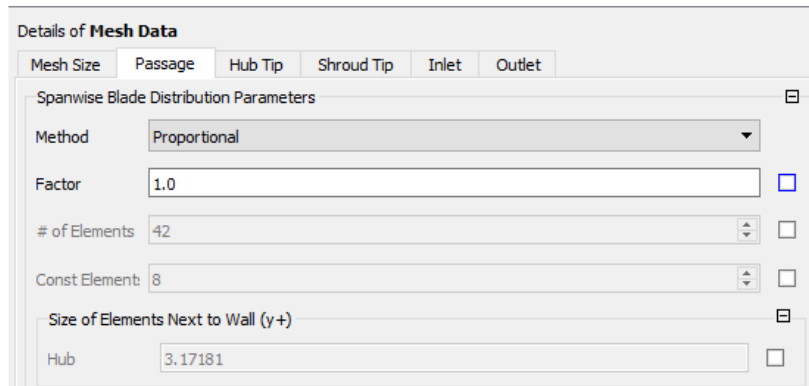 Details of Mesh Data
Mesh Size Passage Hub Tip Shroud Tip Inlet Outlet
Spanwise Blade Distribution Parameters
Method Proportional
Factor 1.0
# of Elements 42
Const Element: 8
Size of Elements Next to Wall (y+)
Hub 3.17181